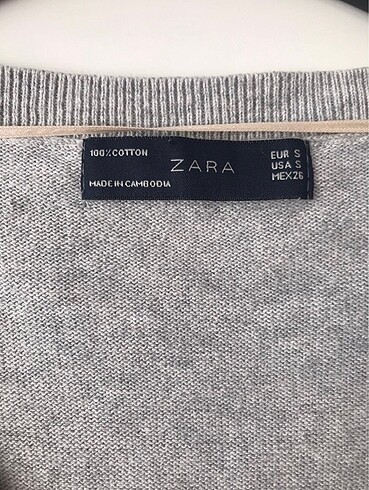 100% COTTON
MADE IN CAMBODIA
ZARA
EUR S
USA S
MEX 26